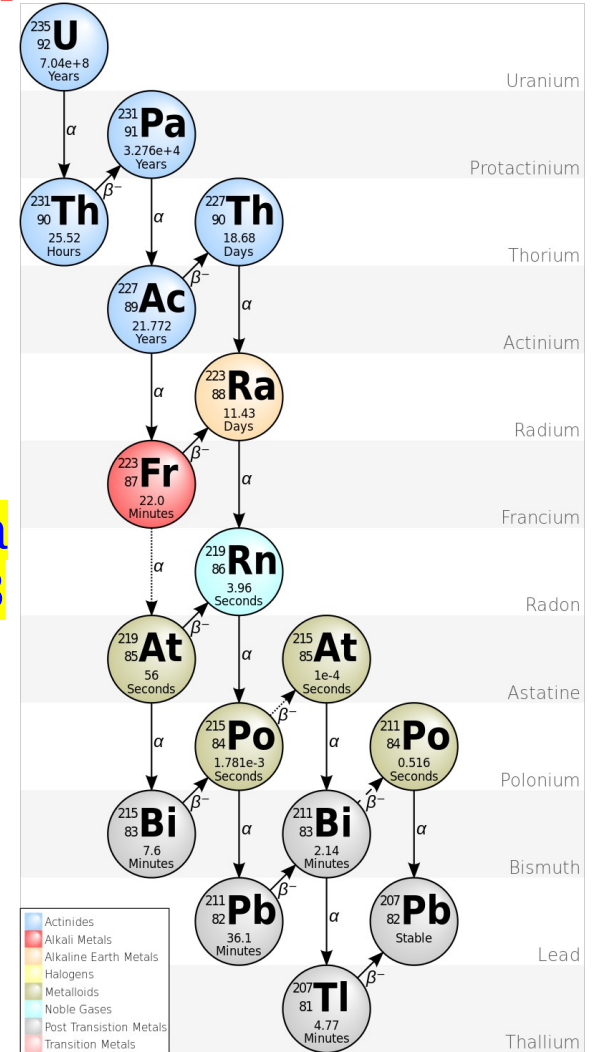 235
92 U
7.04e+8
Years
Uranium
α
231
91 Pa
3.276e+4
Years
Protactinium
β⁻
231
90 Th
25.52
Hours
α
227
90 Th
18.68
Days
Thorium
β⁻
227
89 Ac
21.772
Years
α
Actinium
α
223
88 Ra
11.43
Days
Radium
β⁻
223
87 Fr
22.0
Minutes
α
Francium
α
219
86 Rn
3.96
Seconds
Radon
β⁻
219
85 At
56
Seconds
α
215
85 At
1e-4
Seconds
Astatine
β⁻
α
215
84 Po
1.781e-3
Seconds
α
211
84 Po
0.516
Seconds
Polonium
β⁻
β⁻
215
83 Bi
7.6
Minutes
α
211
83 Bi
2.14
Minutes
α
Bismuth
β⁻
211
82 Pb
36.1
Minutes
α
207
82 Pb
Stable
Lead
β⁻
207
81 Tl
4.77
Minutes
Thallium
Actinides
Alkali Metals
Alkaline Earth Metals
Halogens
Metalloids
Noble Gases
Post Transistion Metals
Transition Metals